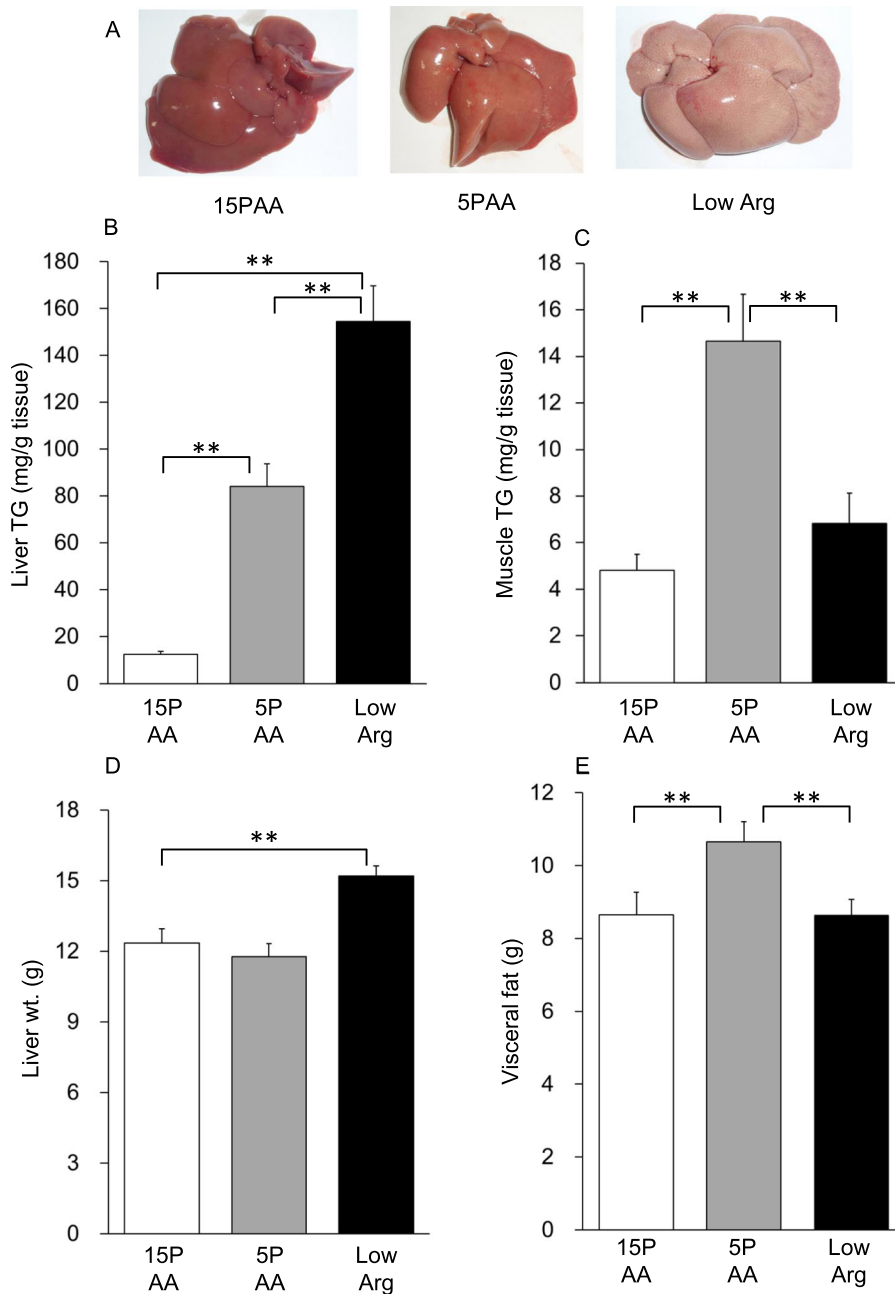 A
15PAA
5PAA
Low Arg
B
Liver TG (mg/g tissue)
180
160
140
120
100
80
60
40
20
0
**
**
**
15P
AA
5P
AA
Low
Arg
C
Muscle TG (mg/g tissue)
18
16
14
12
10
8
6
4
2
0
**
**
15P
AA
5P
AA
Low
Arg
D
Liver wt. (g)
18
15
12
9
6
3
0
**
15P
AA
5P
AA
Low
Arg
E
Visceral fat (g)
12
10
8
6
4
2
0
**
**
15P
AA
5P
AA
Low
Arg